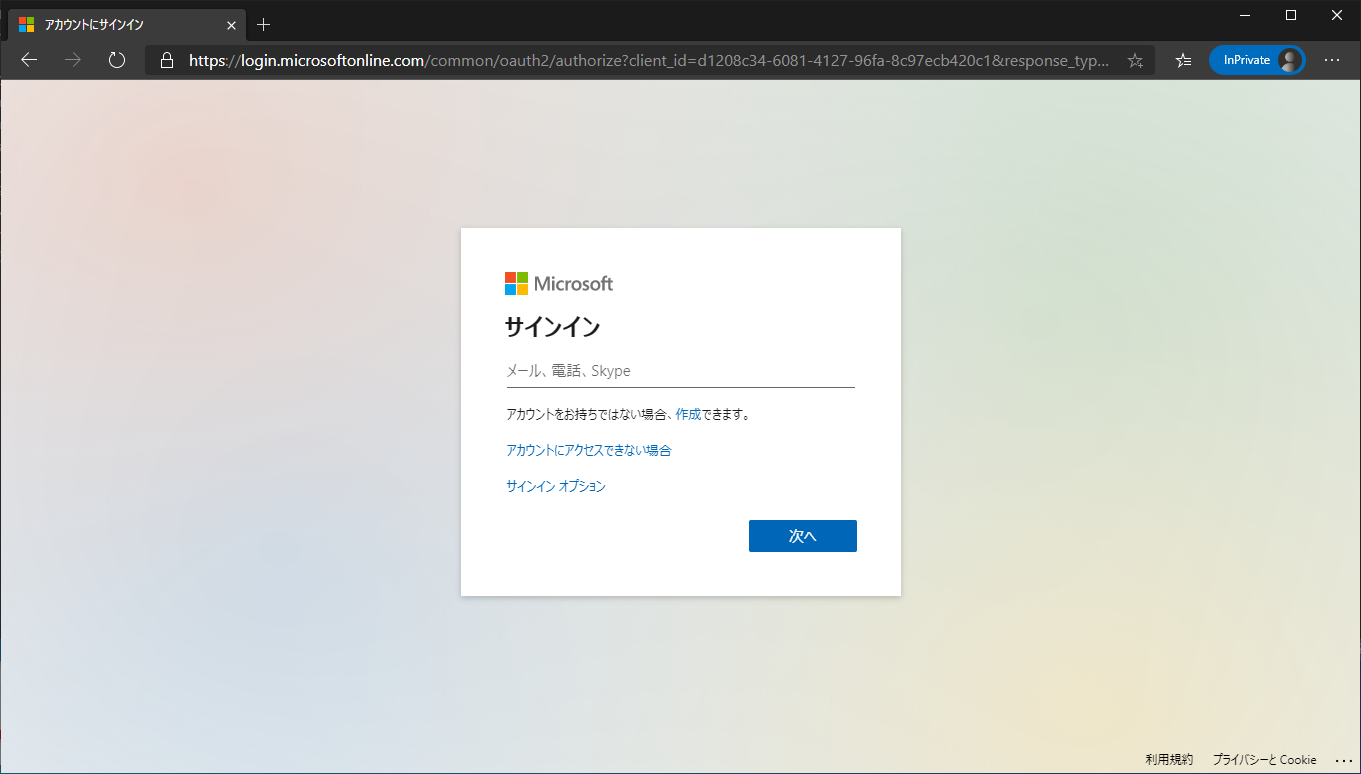 アカウントにサインイン
https://login.microsoftonline.com/common/oauth2/authorize?client_id=d1208c34-6081-4127-96fa-8c97ecb420c1&response_typ...
InPrivate
Microsoft
サインイン
メール、電話、Skype
アカウントをお持ちではない場合、作成できます。
アカウントにアクセスできない場合
サインイン オプション
次へ
利用規約 プライバシーと Cookie ...